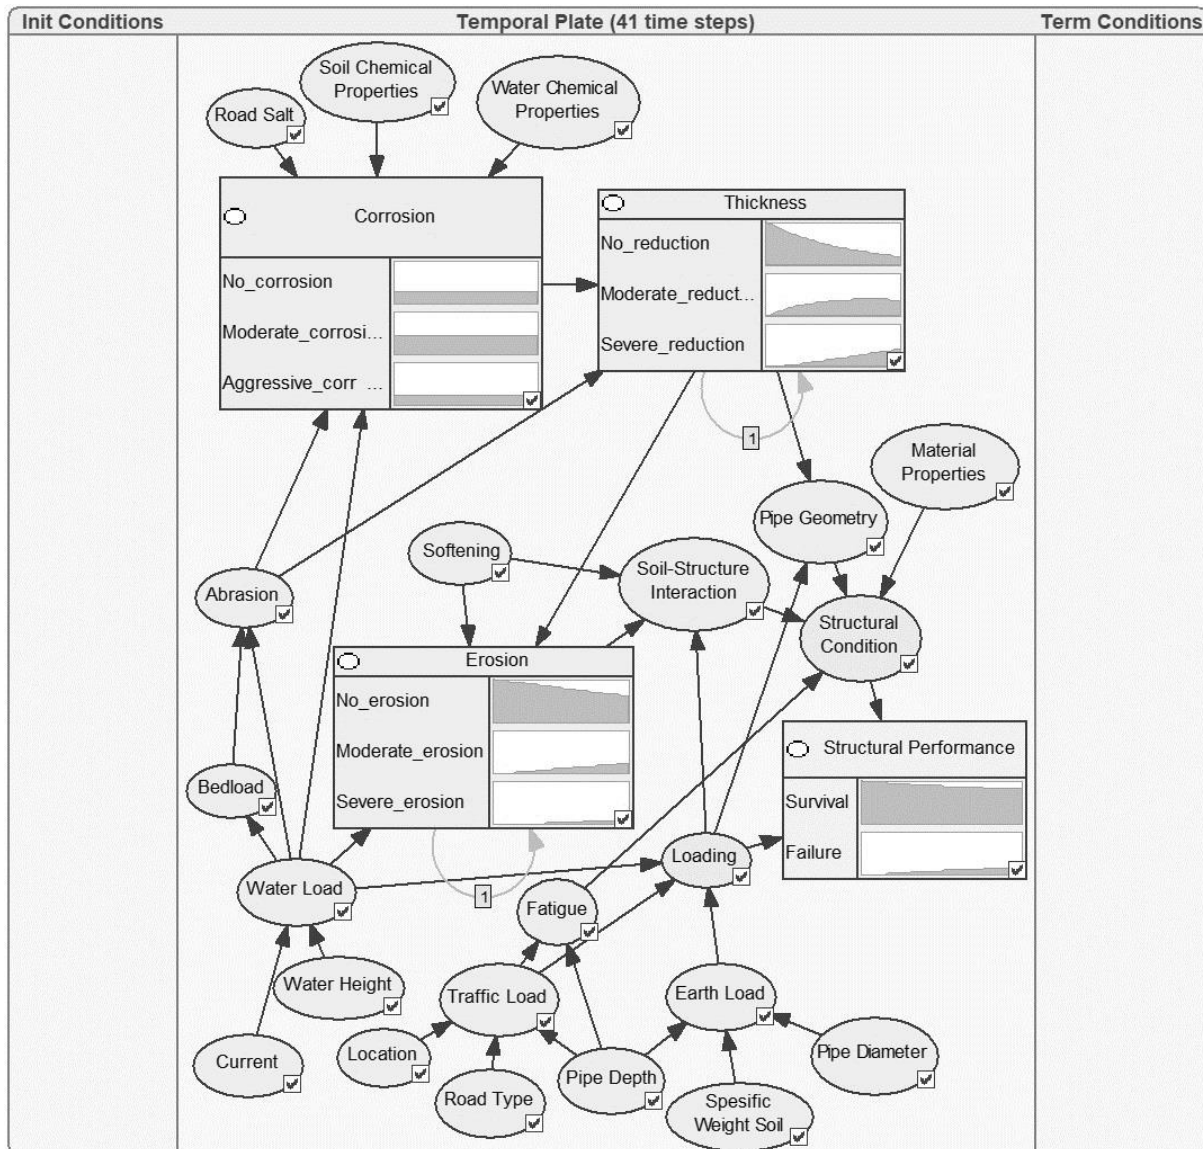 Init Conditions
Temporal Plate (41 time steps)
Term Conditions
Soil Chemical
Properties
Water Chemical
Properties
Road Salt
Corrosion
No_corrosion
Moderate_corrosi...
Aggressive_corr ...
Thickness
No_reduction
Moderate_reduct...
Severe_reduction
1
Material
Properties
Pipe Geometry
Softening
Soil-Structure
Interaction
Abrasion
Structural
Condition
Erosion
No_erosion
Moderate_erosion
Severe_erosion
1
Structural Performance
Survival
Failure
Bedload
Loading
Water Load
Fatigue
Water Height
Traffic Load
Earth Load
Current
Location
Road Type
Pipe Depth
Pipe Diameter
Spesific
Weight Soil